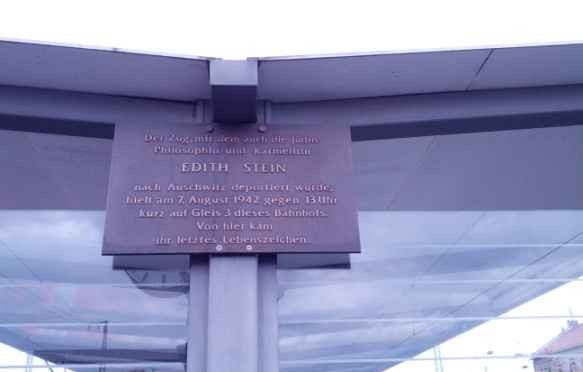 Der Zug, mit dem auch die jüdin
Philosophin und Karmelitin
EDITH STEIN
nach Auschwitz deportiert wurde,
hielt am 7. August 1942 gegen 13 Uhr
kurz auf Gleis 3 dieses Bahnhofs.
Von hier kam
ihr letztes Lebenszeichen.